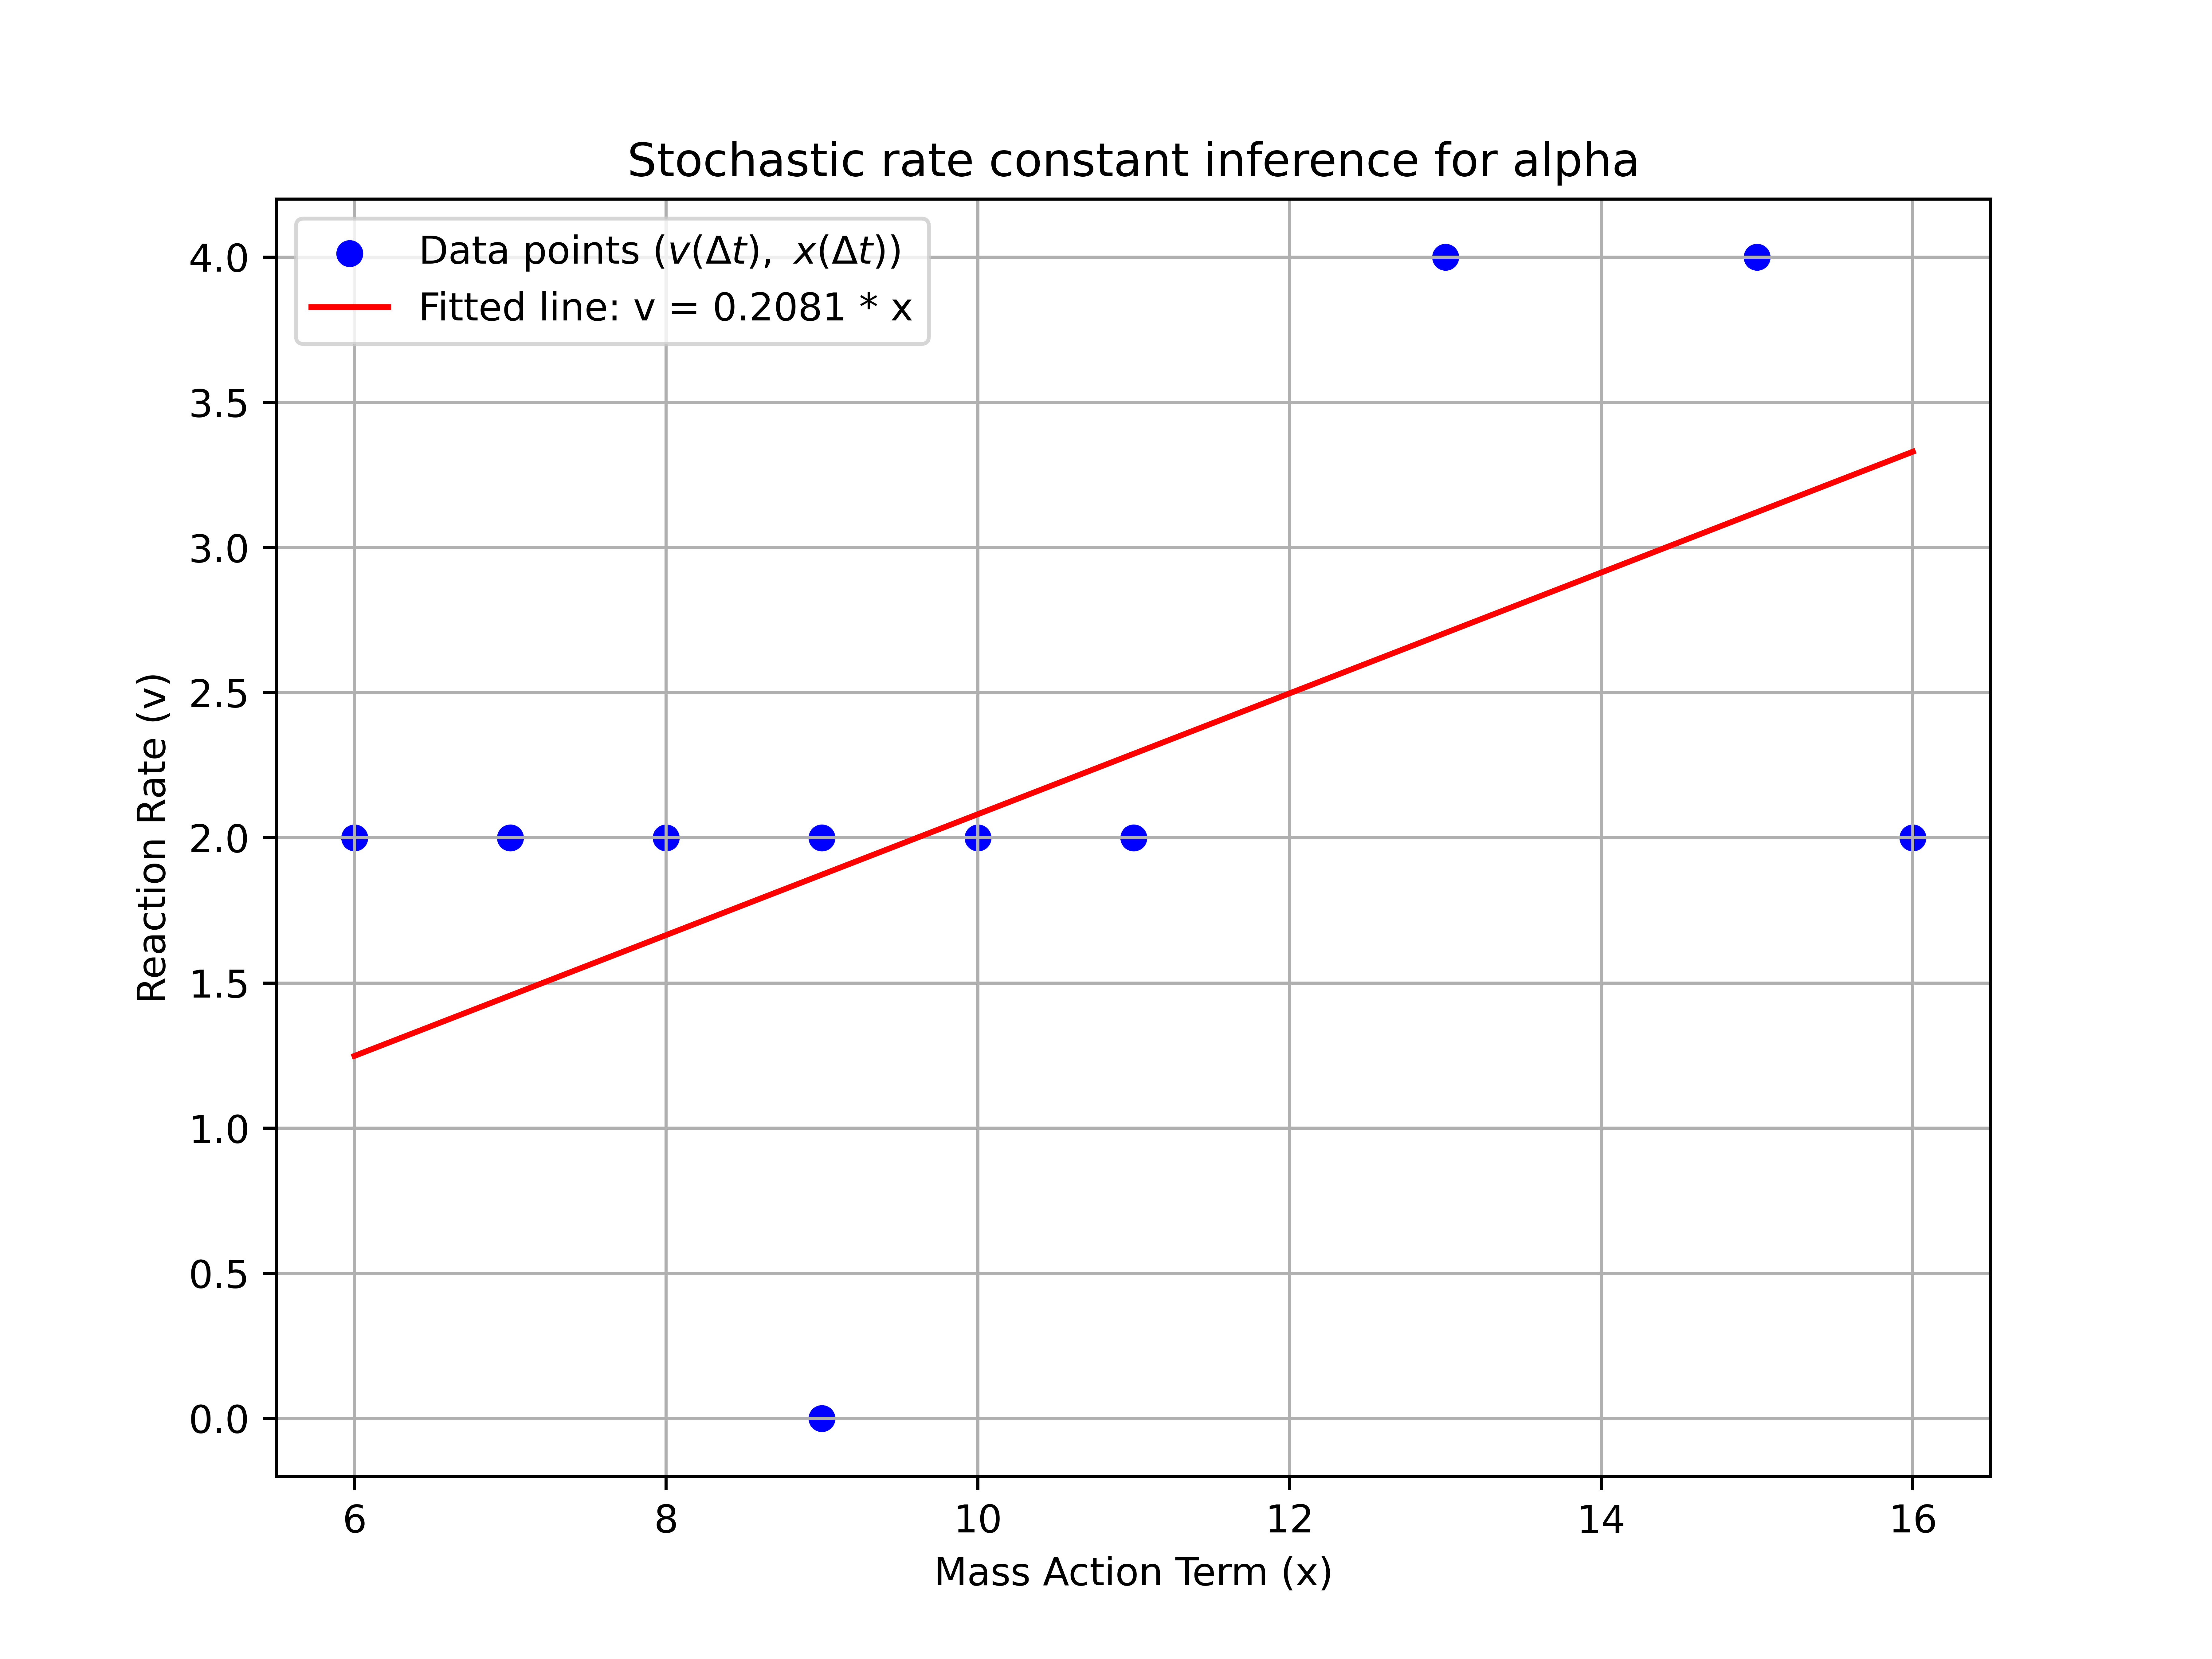 Stochastic rate constant inference for alpha
Data points (v(Δt), x(Δt))
Fitted line: v = 0.2081 * x
4.0
3.5
3.0
2.5
2.0
1.5
1.0
0.5
0.0
Reaction Rate (v)
6 8 10 12 14 16
Mass Action Term (x)